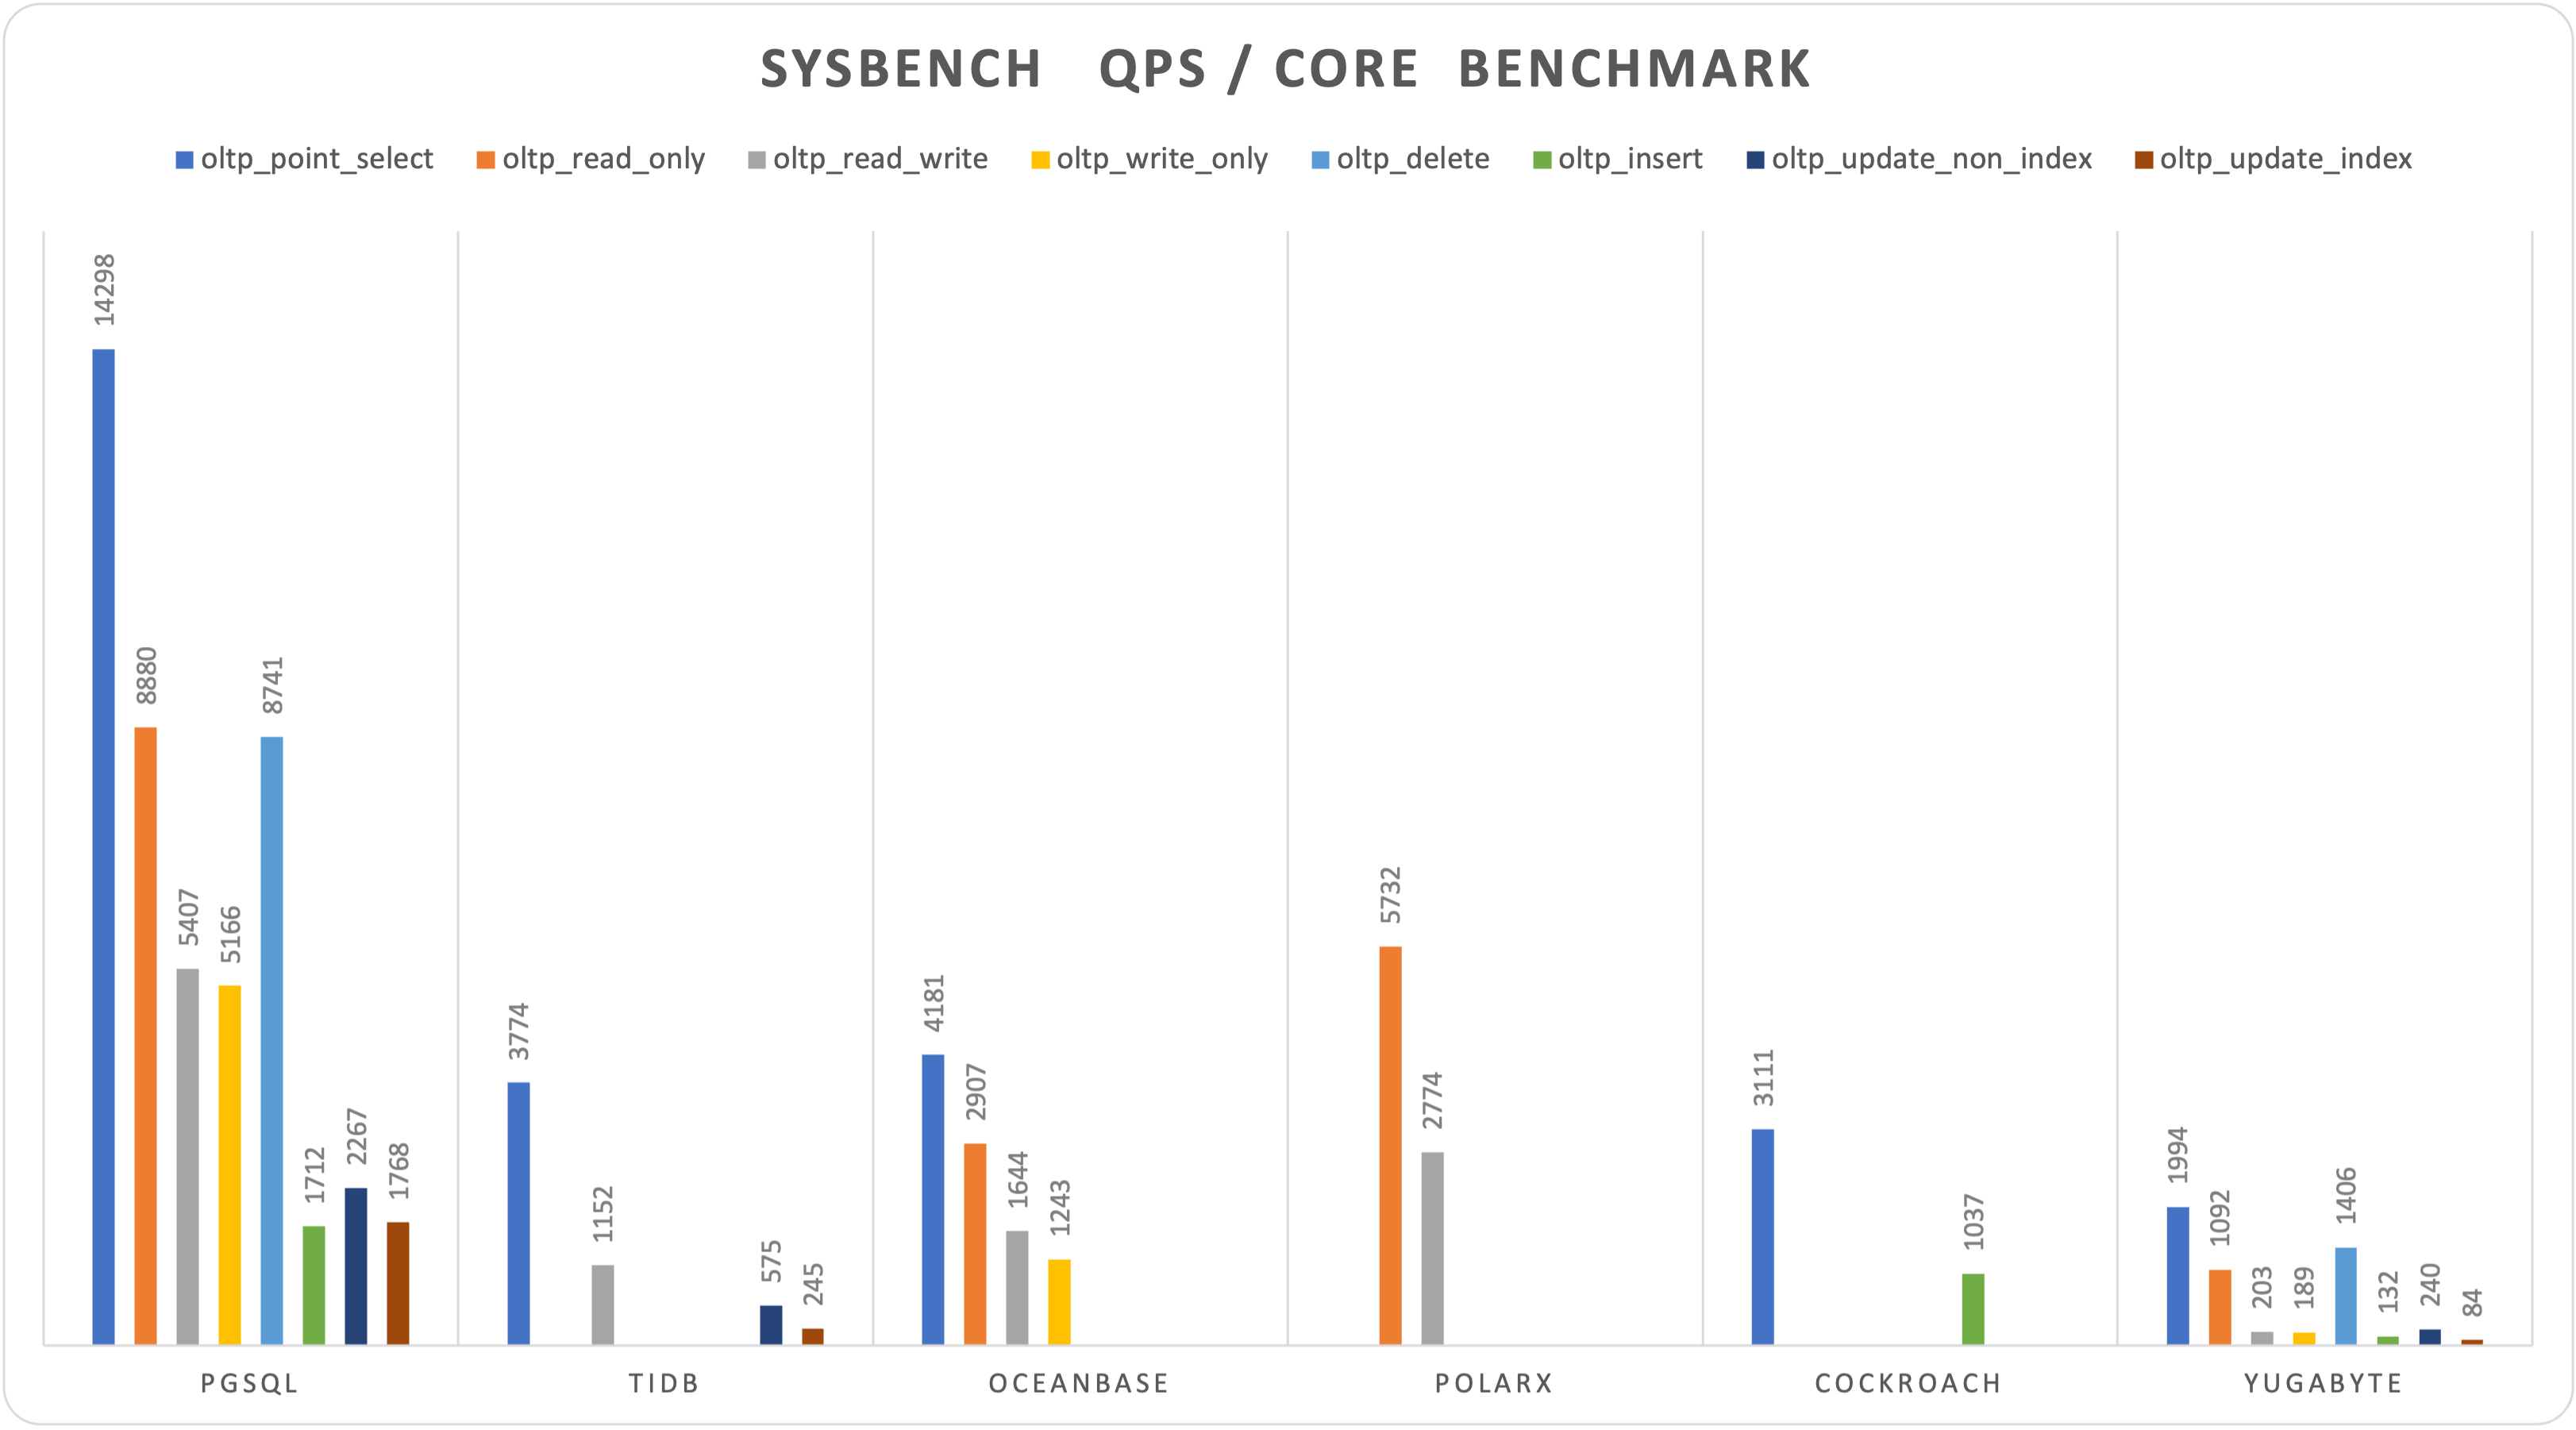 SYSBENCH QPS / CORE BENCHMARK
oltp_point_select oltp_read_only oltp_read_write oltp_write_only oltp_delete oltp_insert oltp_update_non_index oltp_update_index
14298 8880 5407 5166 8741 1712 2267 1768
3774 1152 575 245
4181 2907 1644 1243
5732 2774
3111 1037
1994 1092 203 189 1406 132 240 84
PGSQL TIDB OCEANBASE POLARX COCKROACH YUGABYTE